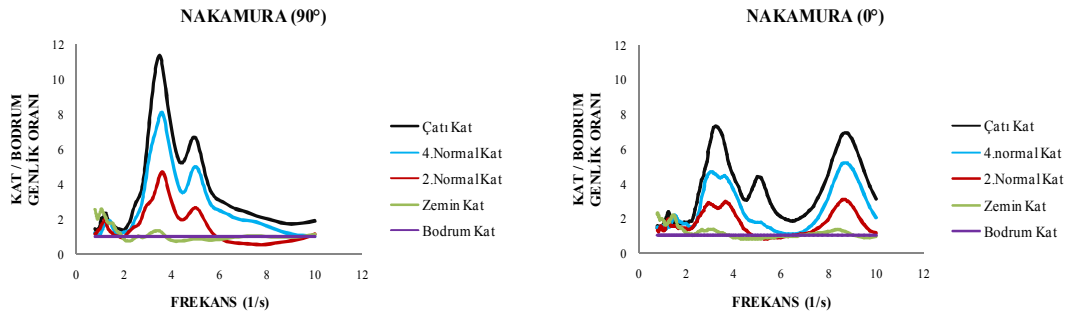 NAKAMURA (90°)
KAT / BODRUM
GENLİK ORANI
12
10
8
6
4
2
0
0
2
4
6
8
10
12
FREKANS (1/s)
Çatı Kat
4.Normal Kat
2.Normal Kat
Zemin Kat
Bodrum Kat
NAKAMURA (0°)
KAT / BODRUM
GENLİK ORANI
12
10
8
6
4
2
0
0
2
4
6
8
10
12
FREKANS (1/s)
Çatı Kat
4.normal Kat
2.Normal Kat
Zemin Kat
Bodrum Kat